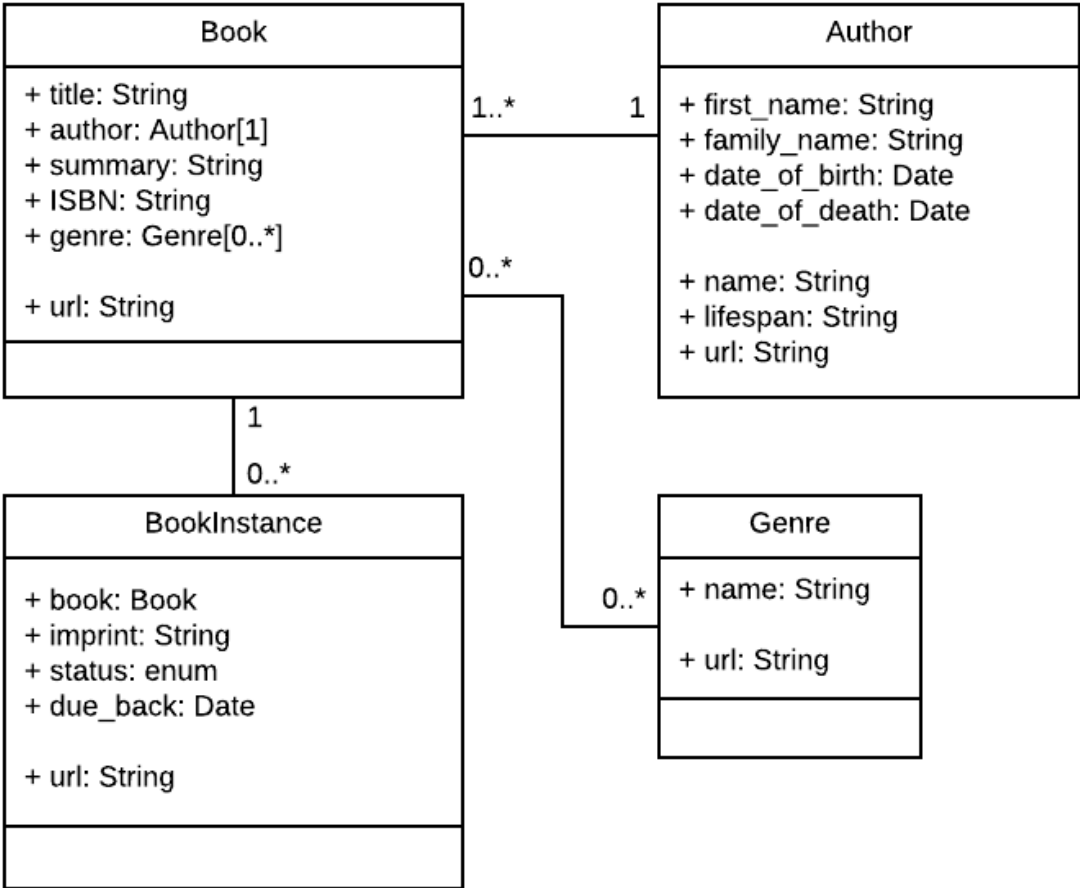 Book
+ title: String
+ author: Author[1]
+ summary: String
+ ISBN: String
+ genre: Genre[0..*]
+ url: String
1..*
1
0..*
Author
+ first_name: String
+ family_name: String
+ date_of_birth: Date
+ date_of_death: Date
+ name: String
+ lifespan: String
+ url: String
1
0..*
BookInstance
+ book: Book
+ imprint: String
+ status: enum
+ due_back: Date
+ url: String
0..*
Genre
+ name: String
+ url: String